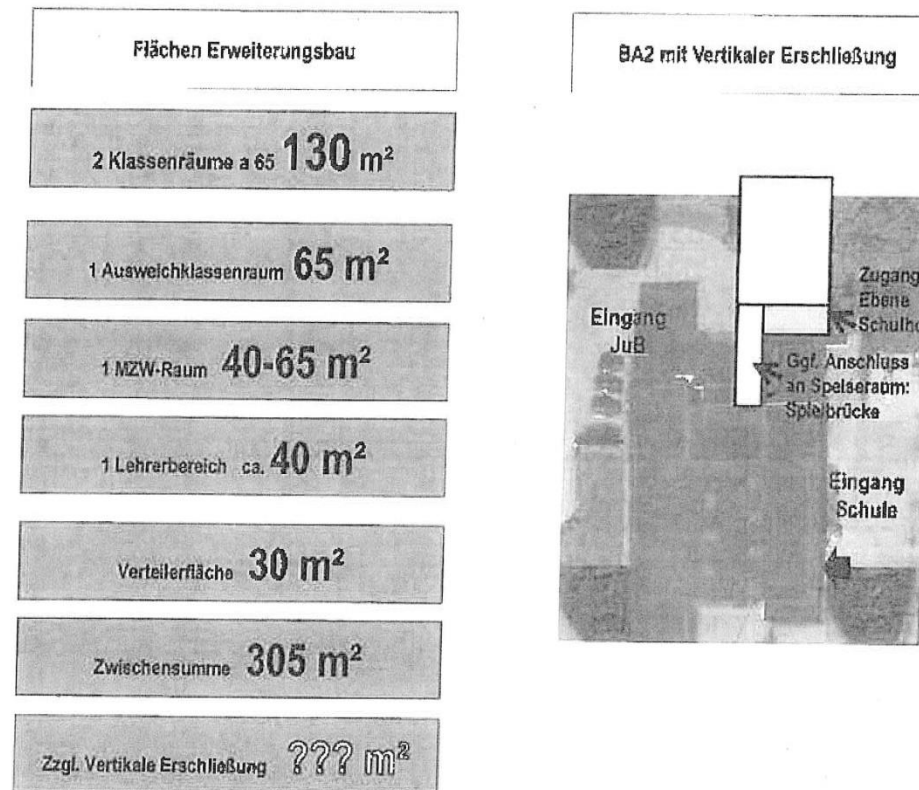 Flächen Erweiterungsbau
2 Klassenräume a 65 130 m²
1 Ausweichklassenraum 65 m²
1 MZW-Raum 40-65 m²
1 Lehrerbereich ca. 40 m²
Verteilerfläche 30 m²
Zwischensumme 305 m²
Zzgl. Vertikale Erschließung ??? m²
BA2 mit Vertikaler Erschließung
Eingang
JuB
Zugang
Ebene
Schulho
Ggf. Anschluss
an Speiseraum:
Spielbrücke
Eingang
Schule